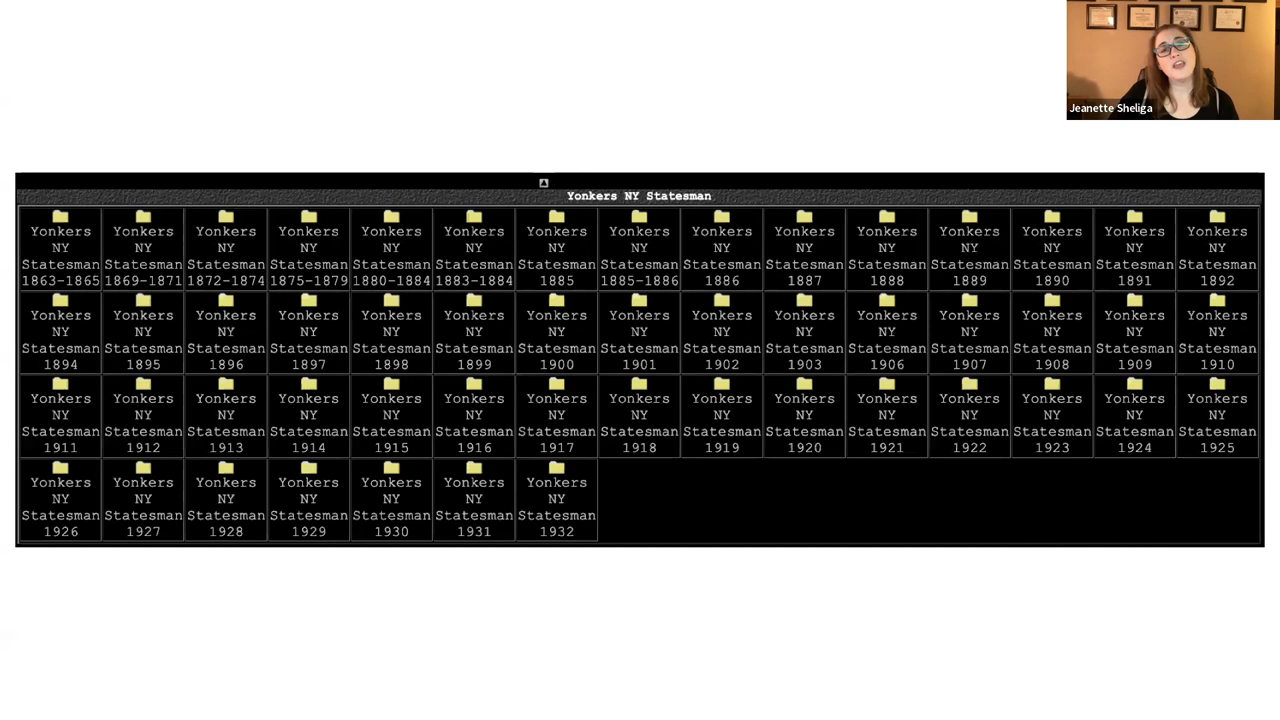 Jeanette Sheliga
Yonkers NY Statesman
Yonkers NY Statesman 1863-1865
Yonkers NY Statesman 1869-1871
Yonkers NY Statesman 1872-1874
Yonkers NY Statesman 1875-1879
Yonkers NY Statesman 1880-1884
Yonkers NY Statesman 1883-1884
Yonkers NY Statesman 1885
Yonkers NY Statesman 1885-1886
Yonkers NY Statesman 1886
Yonkers NY Statesman 1887
Yonkers NY Statesman 1888
Yonkers NY Statesman 1889
Yonkers NY Statesman 1890
Yonkers NY Statesman 1891
Yonkers NY Statesman 1892
Yonkers NY Statesman 1894
Yonkers NY Statesman 1895
Yonkers NY Statesman 1896
Yonkers NY Statesman 1897
Yonkers NY Statesman 1898
Yonkers NY Statesman 1899
Yonkers NY Statesman 1900
Yonkers NY Statesman 1901
Yonkers NY Statesman 1902
Yonkers NY Statesman 1903
Yonkers NY Statesman 1906
Yonkers NY Statesman 1907
Yonkers NY Statesman 1908
Yonkers NY Statesman 1909
Yonkers NY Statesman 1910
Yonkers NY Statesman 1911
Yonkers NY Statesman 1912
Yonkers NY Statesman 1913
Yonkers NY Statesman 1914
Yonkers NY Statesman 1915
Yonkers NY Statesman 1916
Yonkers NY Statesman 1917
Yonkers NY Statesman 1918
Yonkers NY Statesman 1919
Yonkers NY Statesman 1920
Yonkers NY Statesman 1921
Yonkers NY Statesman 1922
Yonkers NY Statesman 1923
Yonkers NY Statesman 1924
Yonkers NY Statesman 1925
Yonkers NY Statesman 1926
Yonkers NY Statesman 1927
Yonkers NY Statesman 1928
Yonkers NY Statesman 1929
Yonkers NY Statesman 1930
Yonkers NY Statesman 1931
Yonkers NY Statesman 1932